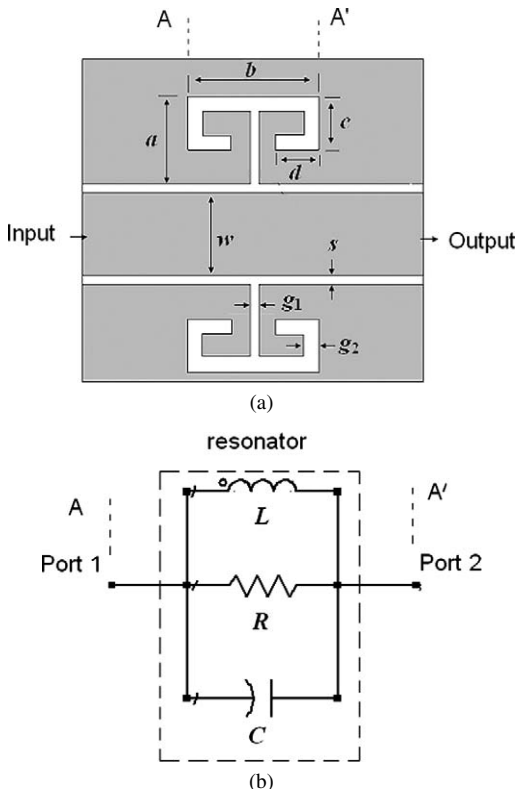 A A'
b
a c
d
Input w s Output
g1
g2
(a)
resonator
A A'
L
Port 1 Port 2
R
C
(b)